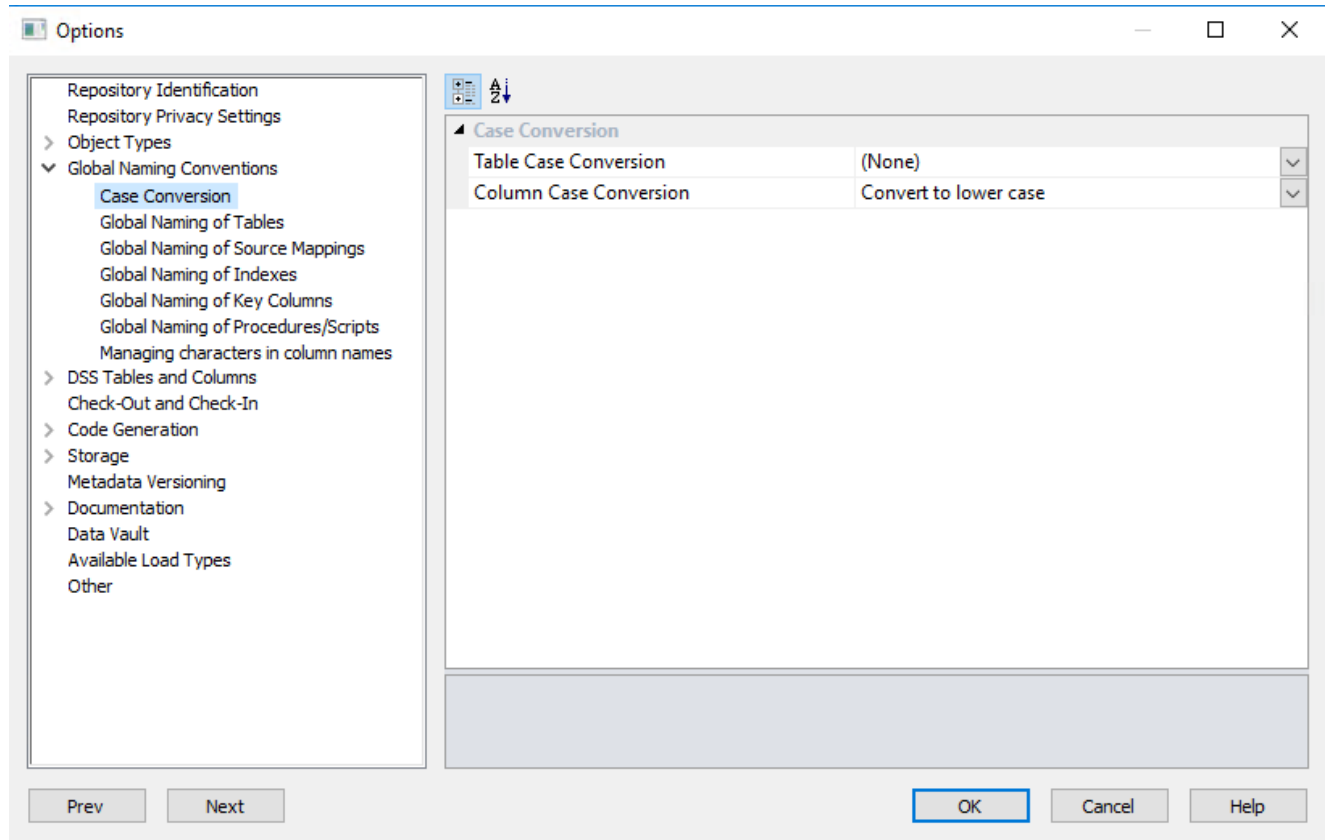 Options
Repository Identification
Repository Privacy Settings
Object Types
Global Naming Conventions
Case Conversion
Global Naming of Tables
Global Naming of Source Mappings
Global Naming of Indexes
Global Naming of Key Columns
Global Naming of Procedures/Scripts
Managing characters in column names
DSS Tables and Columns
Check-Out and Check-In
Code Generation
Storage
Metadata Versioning
Documentation
Data Vault
Available Load Types
Other
A Z
Case Conversion
Table Case Conversion (None)
Column Case Conversion Convert to lower case
Prev Next OK Cancel Help